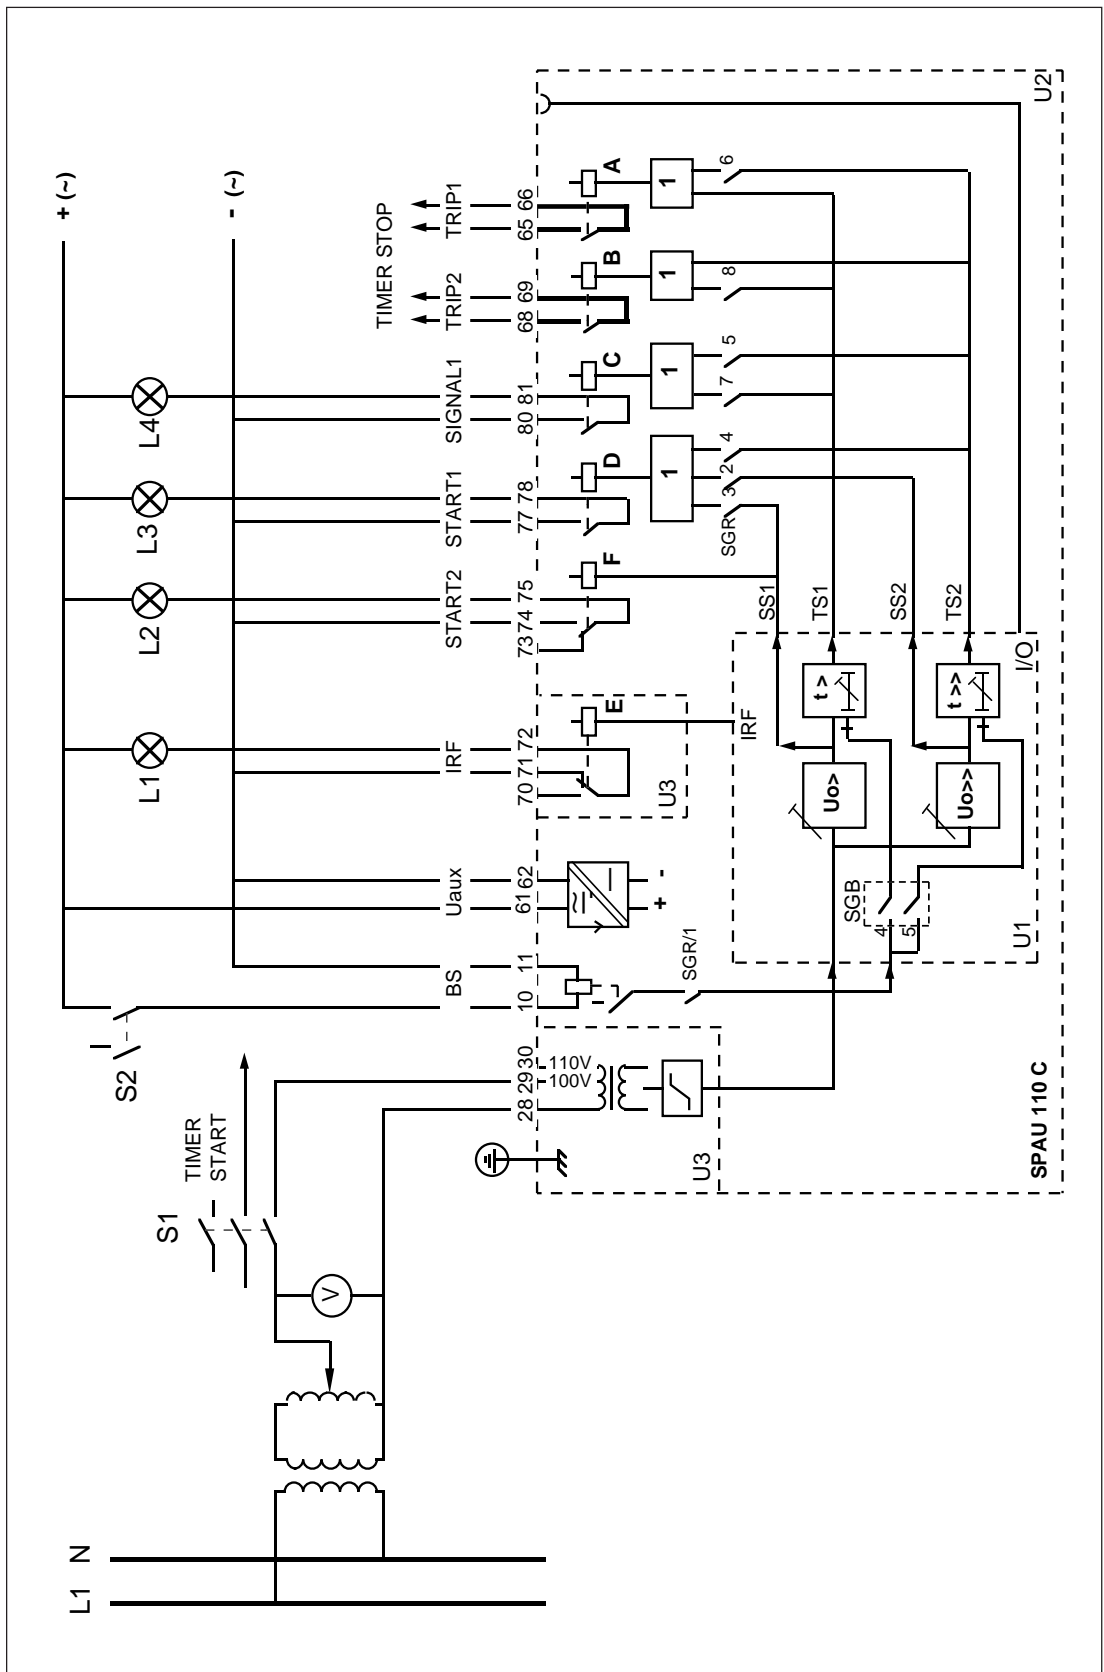 L1
N
S1
TIMER
START
V
S2
+ (~)
- (~)
L1
L2
L3
L4
BS
Uaux
IRF
START2
START1
SIGNAL1
TRIP2
TRIP1
TIMER STOP
28
29
30
10
11
61
62
70
71
72
73
74
75
77
78
80
81
68
69
65
66
100V
110V
U3
SGR/1
+
-
U3
E
F
D
C
B
A
1
1
1
1
SGR
3
2
4
7
5
8
6
IRF
SS1
TS1
SS2
TS2
SGB
4
5
Uo>
t >
Uo>>
t >>
U1
I/O
SPAU 110 C
U2